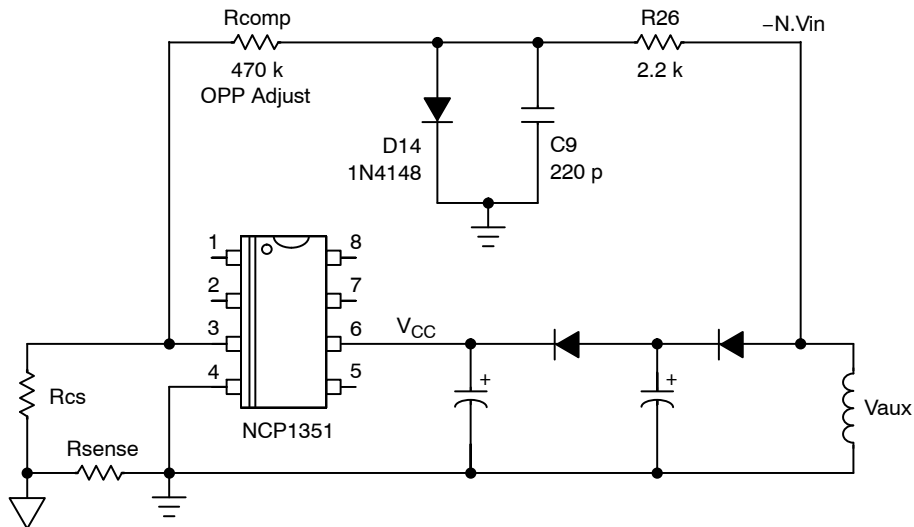 Rcomp
470 k
OPP Adjust
R26
2.2 k
−N.Vin
D14
1N4148
C9
220 p
1
2
3
4
8
7
6
5
VCC
+
+
Rcs
Rsense
NCP1351
Vaux